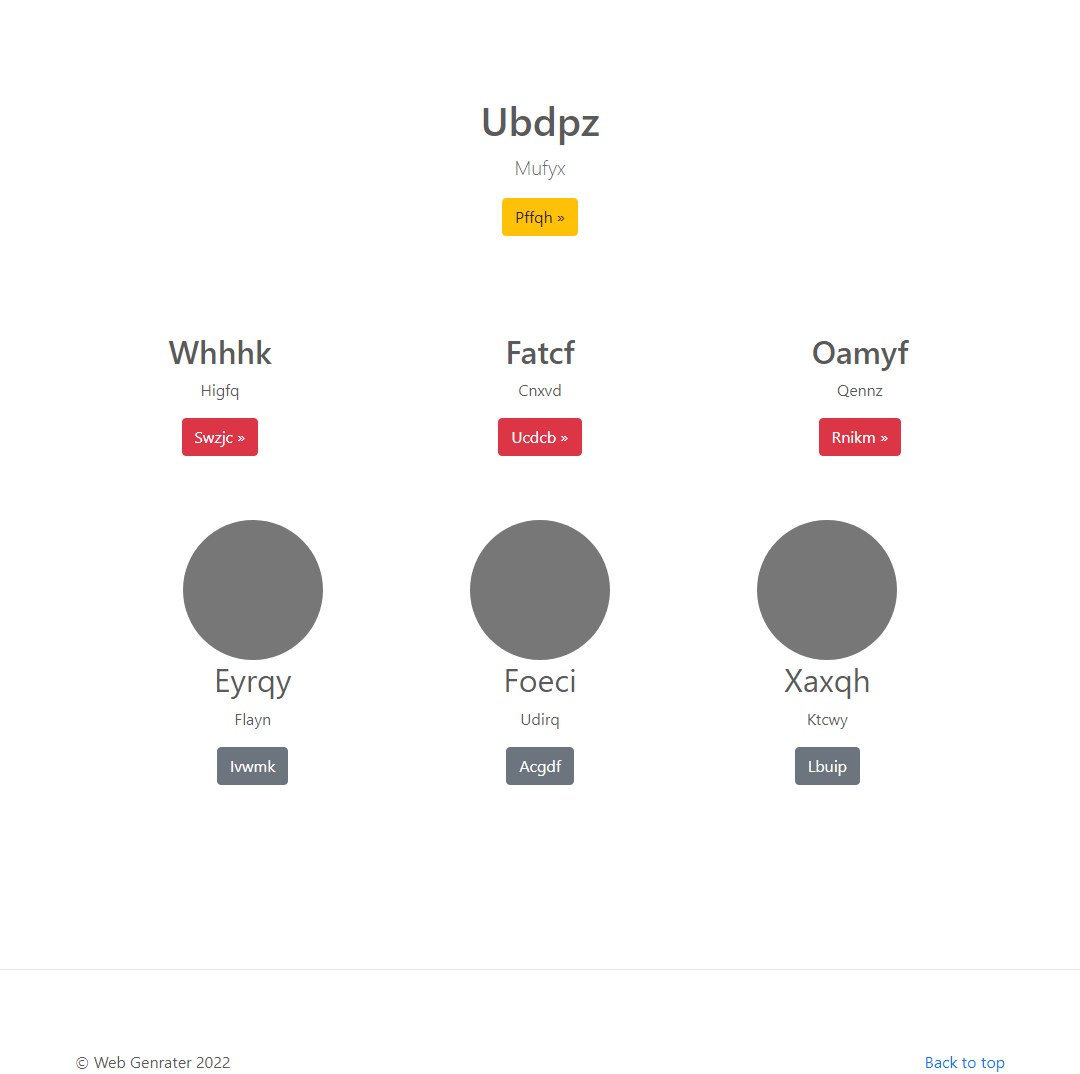 Ubdpz
Mufyx
Pffqh »
Whhhk
Fatcf
Oamyf
Higfq
Cnxvd
Qennz
Swzjc »
Ucdcb »
Rnikm »
Eyrqy
Foeci
Xaxqh
Flayn
Udirq
Ktcwy
Ivwmk
Acgdf
Lbuip
© Web Genrater 2022
Back to top